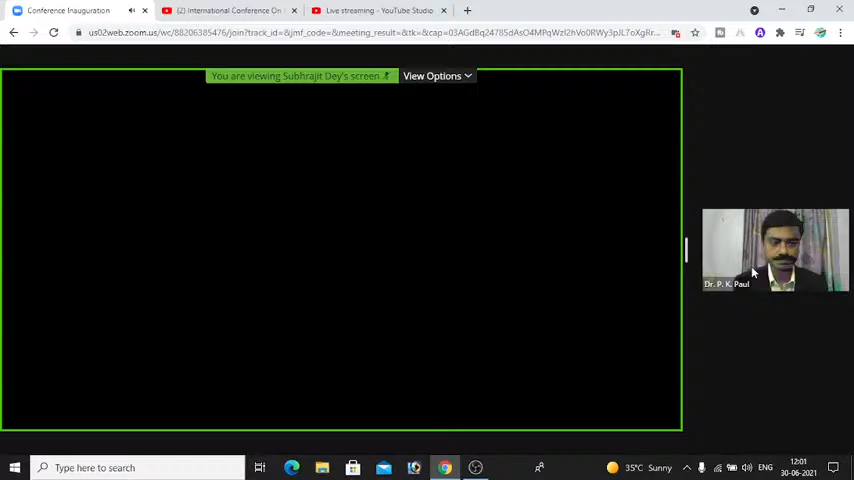 Conference Inauguration
(2) International Conference On
Live streaming - YouTube Studio
us02web.zoom.us/wc/88206385476/join?track_id=&jmf_code=&meeting_result=&tk=&cap=
You are viewing Subhrajit Dey's screen
View Options
Dr. P. K. Paul
Type here to search
35°C Sunny
ENG
12:01
30-06-2021